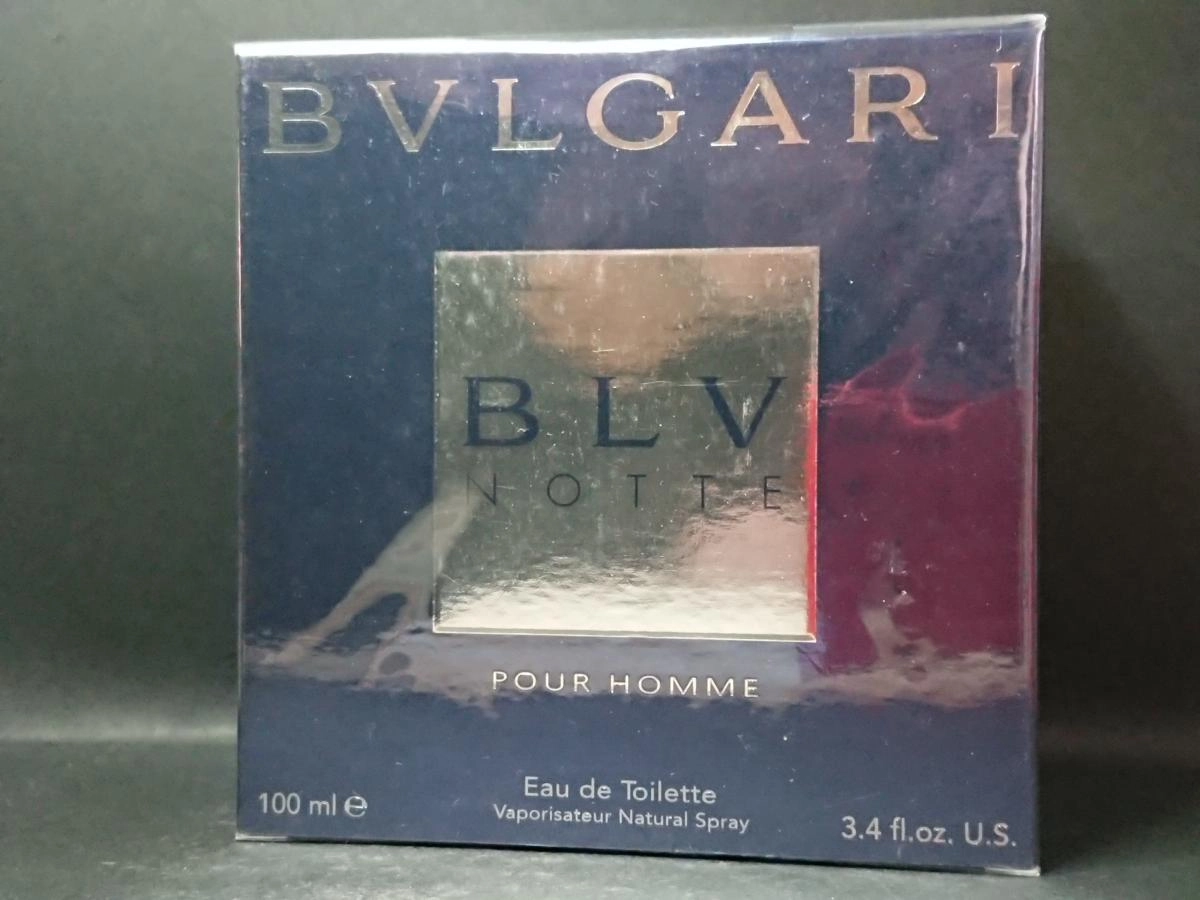 BVLGARI
BLV
NOTTE
POUR HOMME
Eau de Toilette
Vaporisateur Natural Spray
100 ml ℮
3.4 fl.oz. U.S.